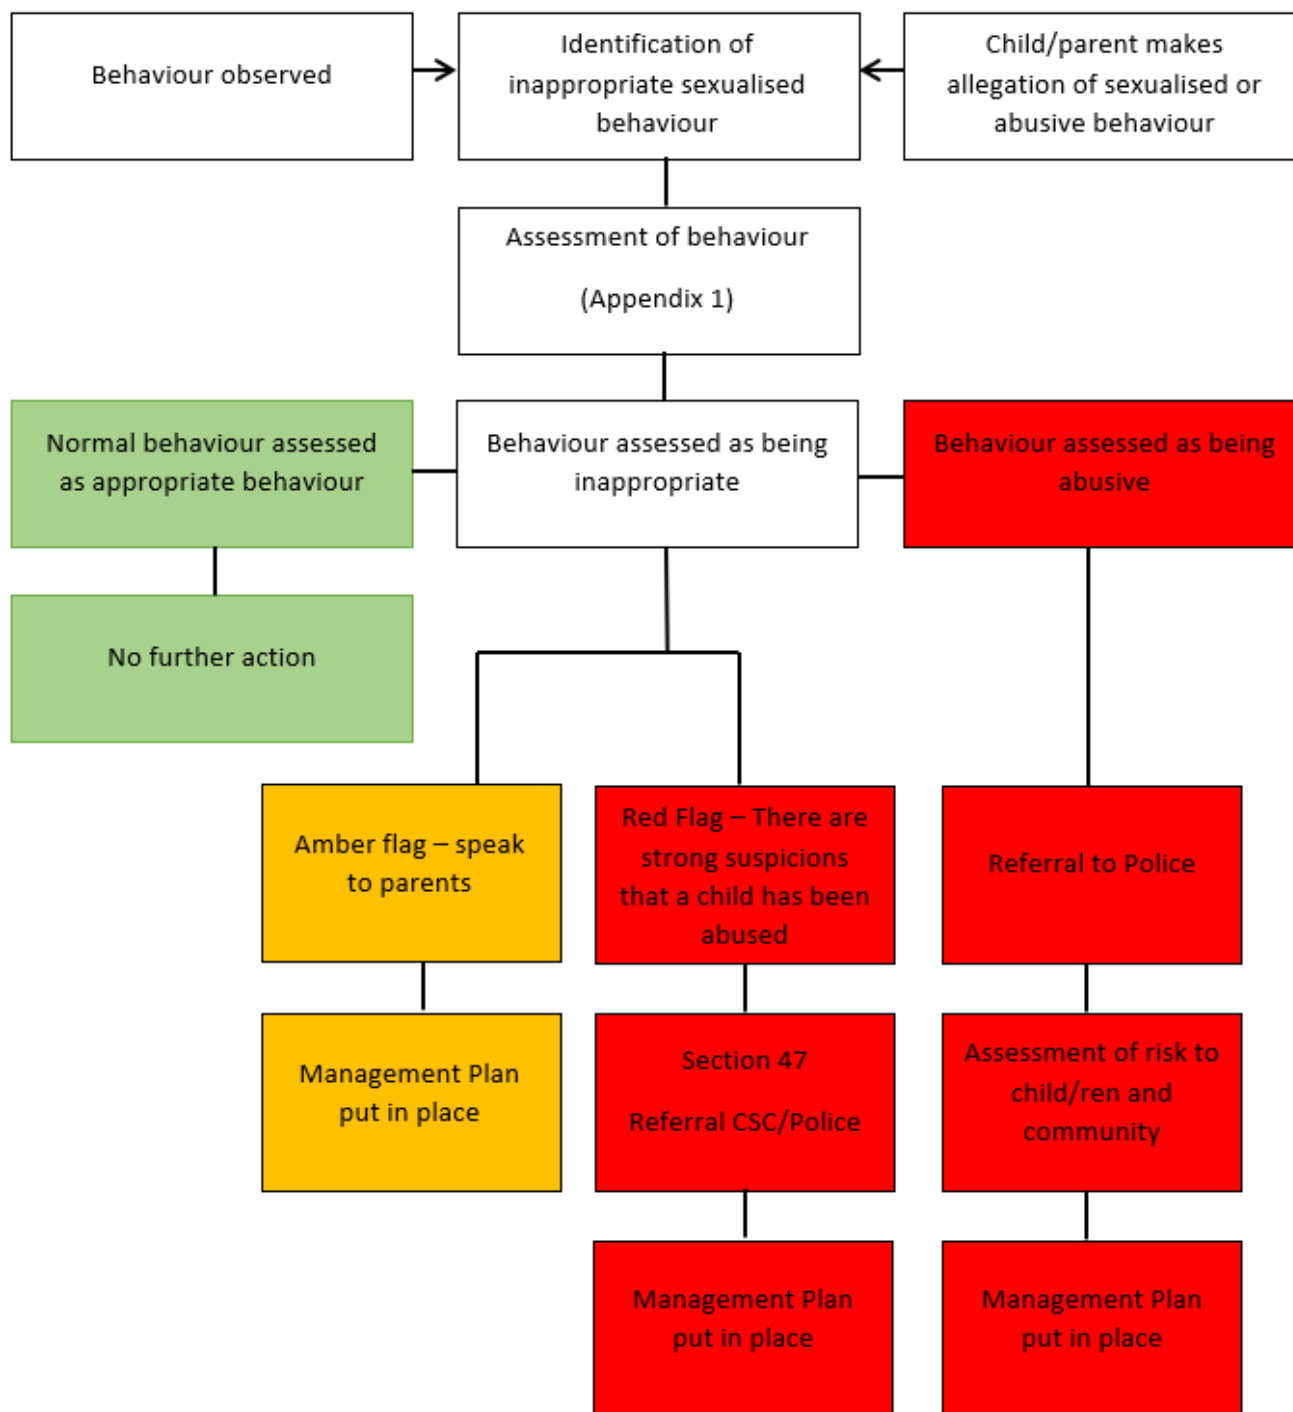 Behaviour observed
Identification of
inappropriate sexualised
behaviour
Child/parent makes
allegation of sexualised or
abusive behaviour
Assessment of behaviour
(Appendix 1)
Normal behaviour assessed
as appropriate behaviour
Behaviour assessed as being
inappropriate
Behaviour assessed as being
abusive
No further action
Amber flag – speak
to parents
Red Flag – There are
strong suspicions
that a child has been
abused
Referral to Police
Management Plan
put in place
Section 47
Referral CSC/Police
Assessment of risk to
child/ren and
community
Management Plan
put in place
Management Plan
put in place